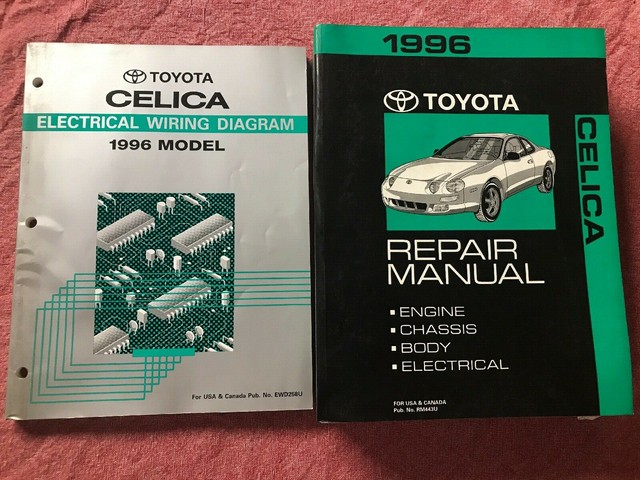 TOYOTA
CELICA
ELECTRICAL WIRING DIAGRAM
1996 MODEL
For USA & Canada Pub. No. EWD258U
1996
TOYOTA
CELICA
REPAIR
MANUAL
ENGINE
CHASSIS
BODY
ELECTRICAL
FOR USA & CANADA
Pub. No. RM443U